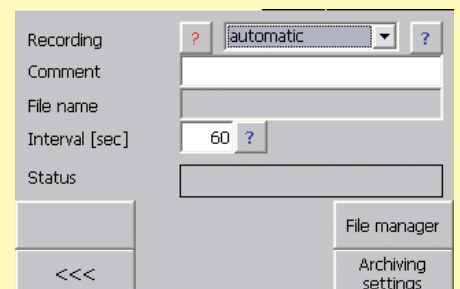 Recording ? automatic ?
Comment
File name
Interval [sec] 60 ?
Status
File manager
<<< Archiving
settings